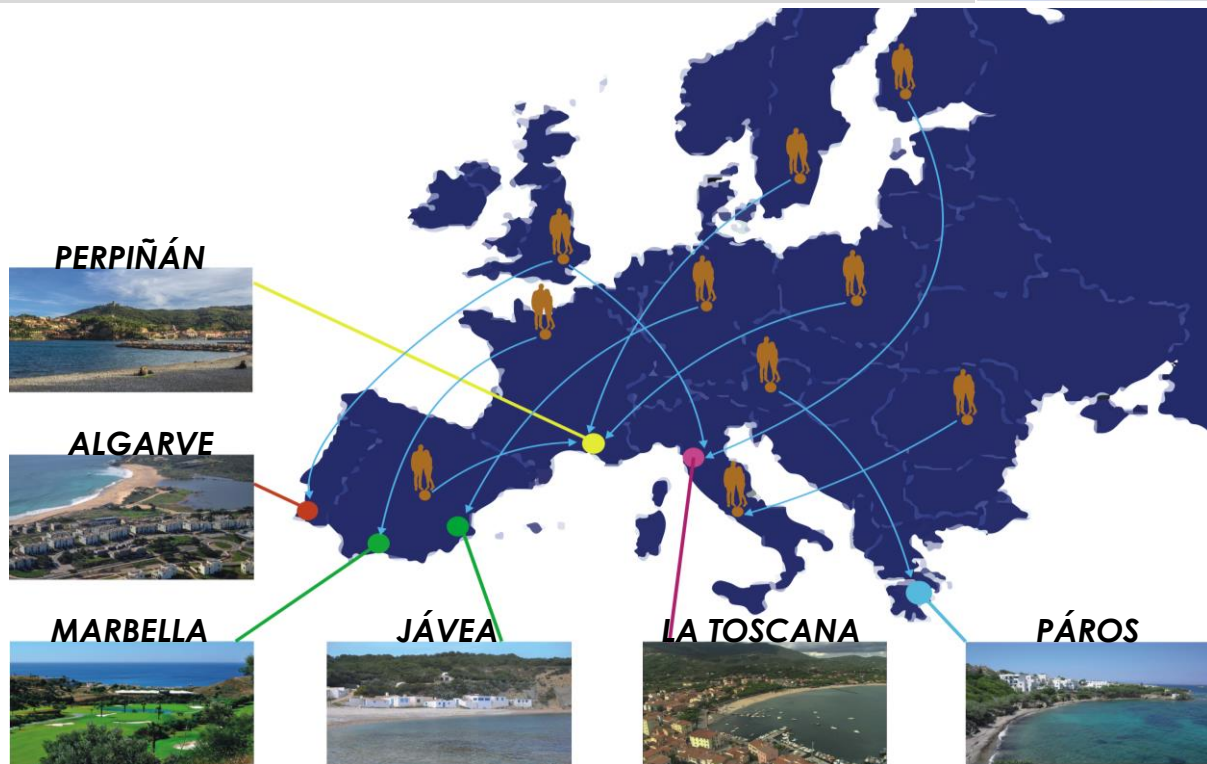 PERPIÑÁN
ALGARVE
MARBELLA
JÁVEA
LA TOSCANA
PÁROS